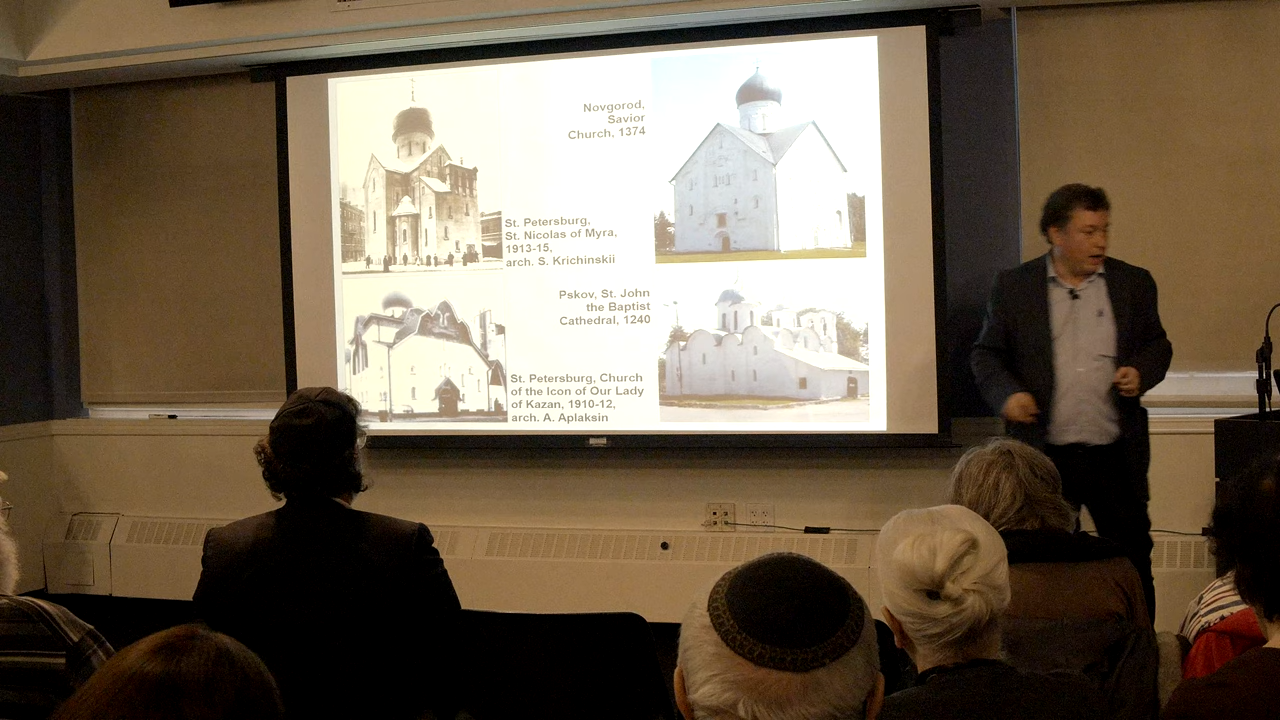 Novgorod,
Savior
Church, 1374
St. Petersburg,
St. Nicolas of Myra,
1913-15,
arch. S. Krichinskii
Pskov, St. John
the Baptist
Cathedral, 1240
St. Petersburg, Church
of the Icon of Our Lady
of Kazan, 1910-12,
arch. A. Aplaksin